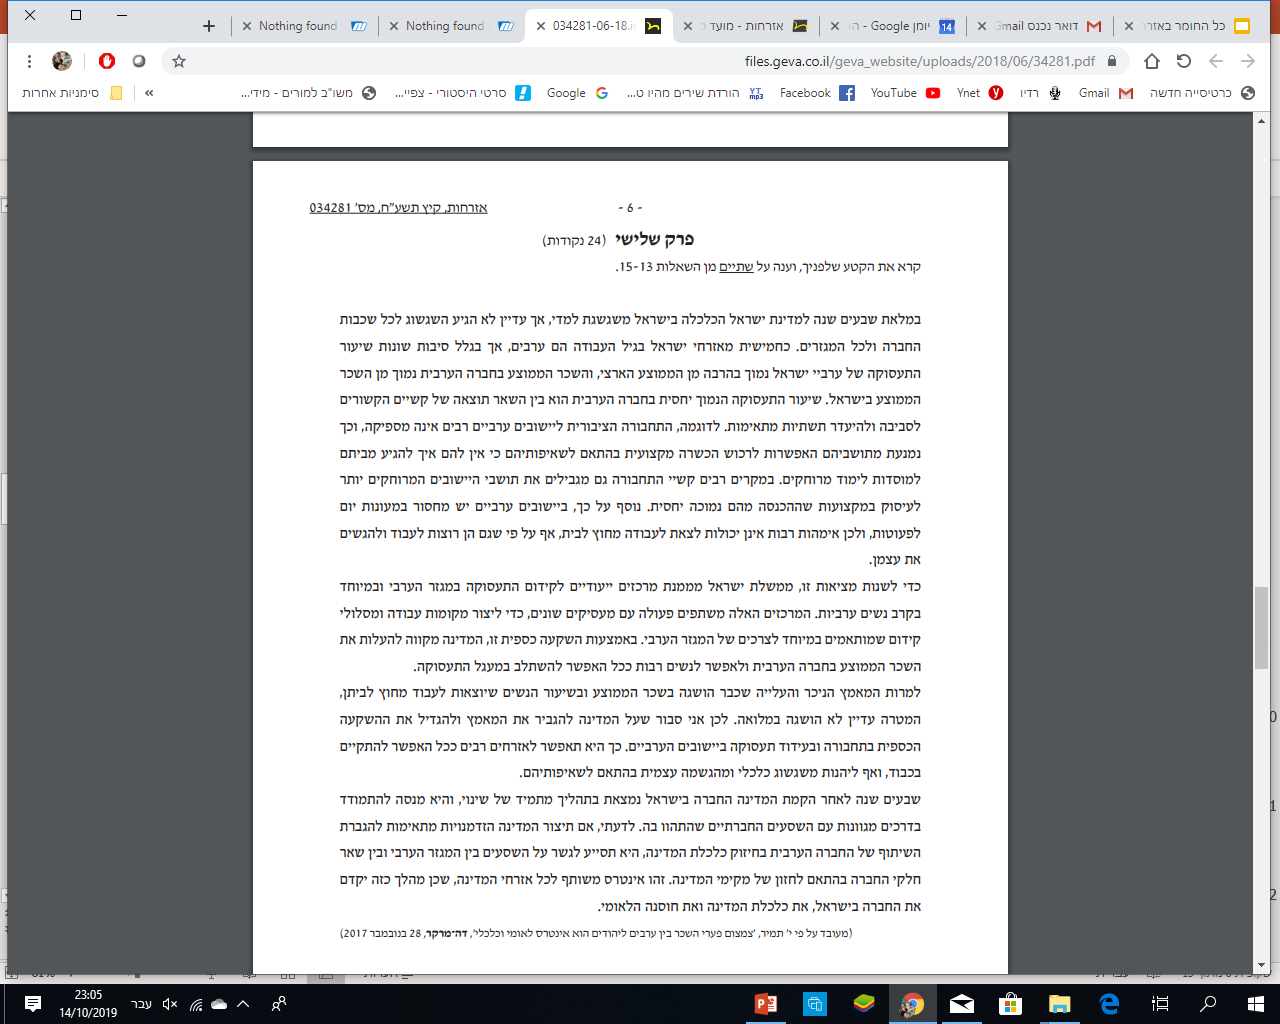 Nothing found
Nothing found
034281-06-18.i
אזרחות - מועד
יומן Google - ה
דואר נכנס Gmail
כל החומר באזר
files.geva.co.il/geva_website/uploads/2018/06/34281.pdf
כרטיסייה חדשה
Gmail
רדיו
Ynet
YouTube
Facebook
הורדת שירים מהיו ט...
Google
סרטי היסטורי - צפיי...
משו"ב למורים - מידי...
»
סימניות אחרות
אזרחות, קיץ תשע"ח, מס' 034281
- 6 -
פרק שלישי (24 נקודות)
קרא את הקטע שלפניך, וענה על שתיים מן השאלות 15-13.
במלאת שבעים שנה למדינת ישראל הכלכלה בישראל משגשגת למדי, אך עדיין לא הגיע השגשוג לכל שכבות
החברה ולכל המגזרים. כחמישית מאזרחי ישראל בגיל העבודה הם ערבים, אך בגלל סיבות שונות שיעור
התעסוקה של ערביי ישראל נמוך בהרבה מן הממוצע הארצי, והשכר הממוצע בחברה הערבית נמוך מן השכר
הממוצע בישראל. שיעור התעסוקה הנמוך יחסית בחברה הערבית הוא בין השאר תוצאה של קשיים הקשורים
לסביבה ולהיעדר תשתיות מתאימות. לדוגמה, התחבורה הציבורית ליישובים ערביים רבים אינה מספיקה, וכך
נמנעת מתושביהם האפשרות לרכוש הכשרה מקצועית בהתאם לשאיפותיהם כי אין להם איך להגיע מביתם
למוסדות לימוד מרוחקים. במקרים רבים קשיי התחבורה גם מגבילים את תושבי היישובים המרוחקים יותר
לעיסוק במקצועות שההכנסה מהם נמוכה יחסית. נוסף על כך, ביישובים ערביים יש מחסור במעונות יום
לפעוטות, ולכן אימהות רבות אינן יכולות לצאת לעבודה מחוץ לבית, אף על פי שגם הן רוצות לעבוד ולהגשים
את עצמן.
כדי לשנות מציאות זו, ממשלת ישראל מממנת מרכזים ייעודיים לקידום התעסוקה במגזר הערבי ובמיוחד
בקרב נשים ערביות. המרכזים האלה משתפים פעולה עם מעסיקים שונים, כדי ליצור מקומות עבודה ומסלולי
קידום שמותאמים במיוחד לצרכים של המגזר הערבי. באמצעות השקעה כספית זו, המדינה מקווה להעלות את
השכר הממוצע בחברה הערבית ולאפשר לנשים רבות ככל האפשר להשתלב במעגל התעסוקה.
למרות המאמץ הניכר והעלייה שכבר הושגה בשכר הממוצע ובשיעור הנשים שיוצאות לעבוד מחוץ לביתן,
המטרה עדיין לא הושגה במלואה. לכן אני סבור שעל המדינה להגביר את המאמץ ולהגדיל את ההשקעה
הכספית בתחבורה ובעידוד תעסוקה ביישובים הערביים. כך היא תאפשר לאזרחים רבים ככל האפשר להתקיים
בכבוד, ואף ליהנות משגשוג כלכלי ומהגשמה עצמית בהתאם לשאיפותיהם.
שבעים שנה לאחר הקמת המדינה החברה בישראל נמצאת בתהליך מתמיד של שינוי, והיא מנסה להתמודד
בדרכים מגוונות עם השסעים החברתיים שהתהוו בה. לדעתי, אם תיצור המדינה הזדמנויות מתאימות להגברת
השיתוף של החברה הערבית בחיזוק כלכלת המדינה, היא תסייע לגשר על השסעים בין המגזר הערבי ובין שאר
חלקי החברה בהתאם לחזון של מקימי המדינה. זהו אינטרס משותף לכל אזרחי המדינה, שכן מהלך כזה יקדם
את החברה בישראל, את כלכלת המדינה ואת חוסנה הלאומי.
(מעובד על פי י' תמיר, 'צמצום פערי השכר בין ערבים ליהודים הוא אינטרס לאומי וכלכלי', דה־מרקר, 28 בנובמבר 2017)
23:05
עבר
14/10/2019